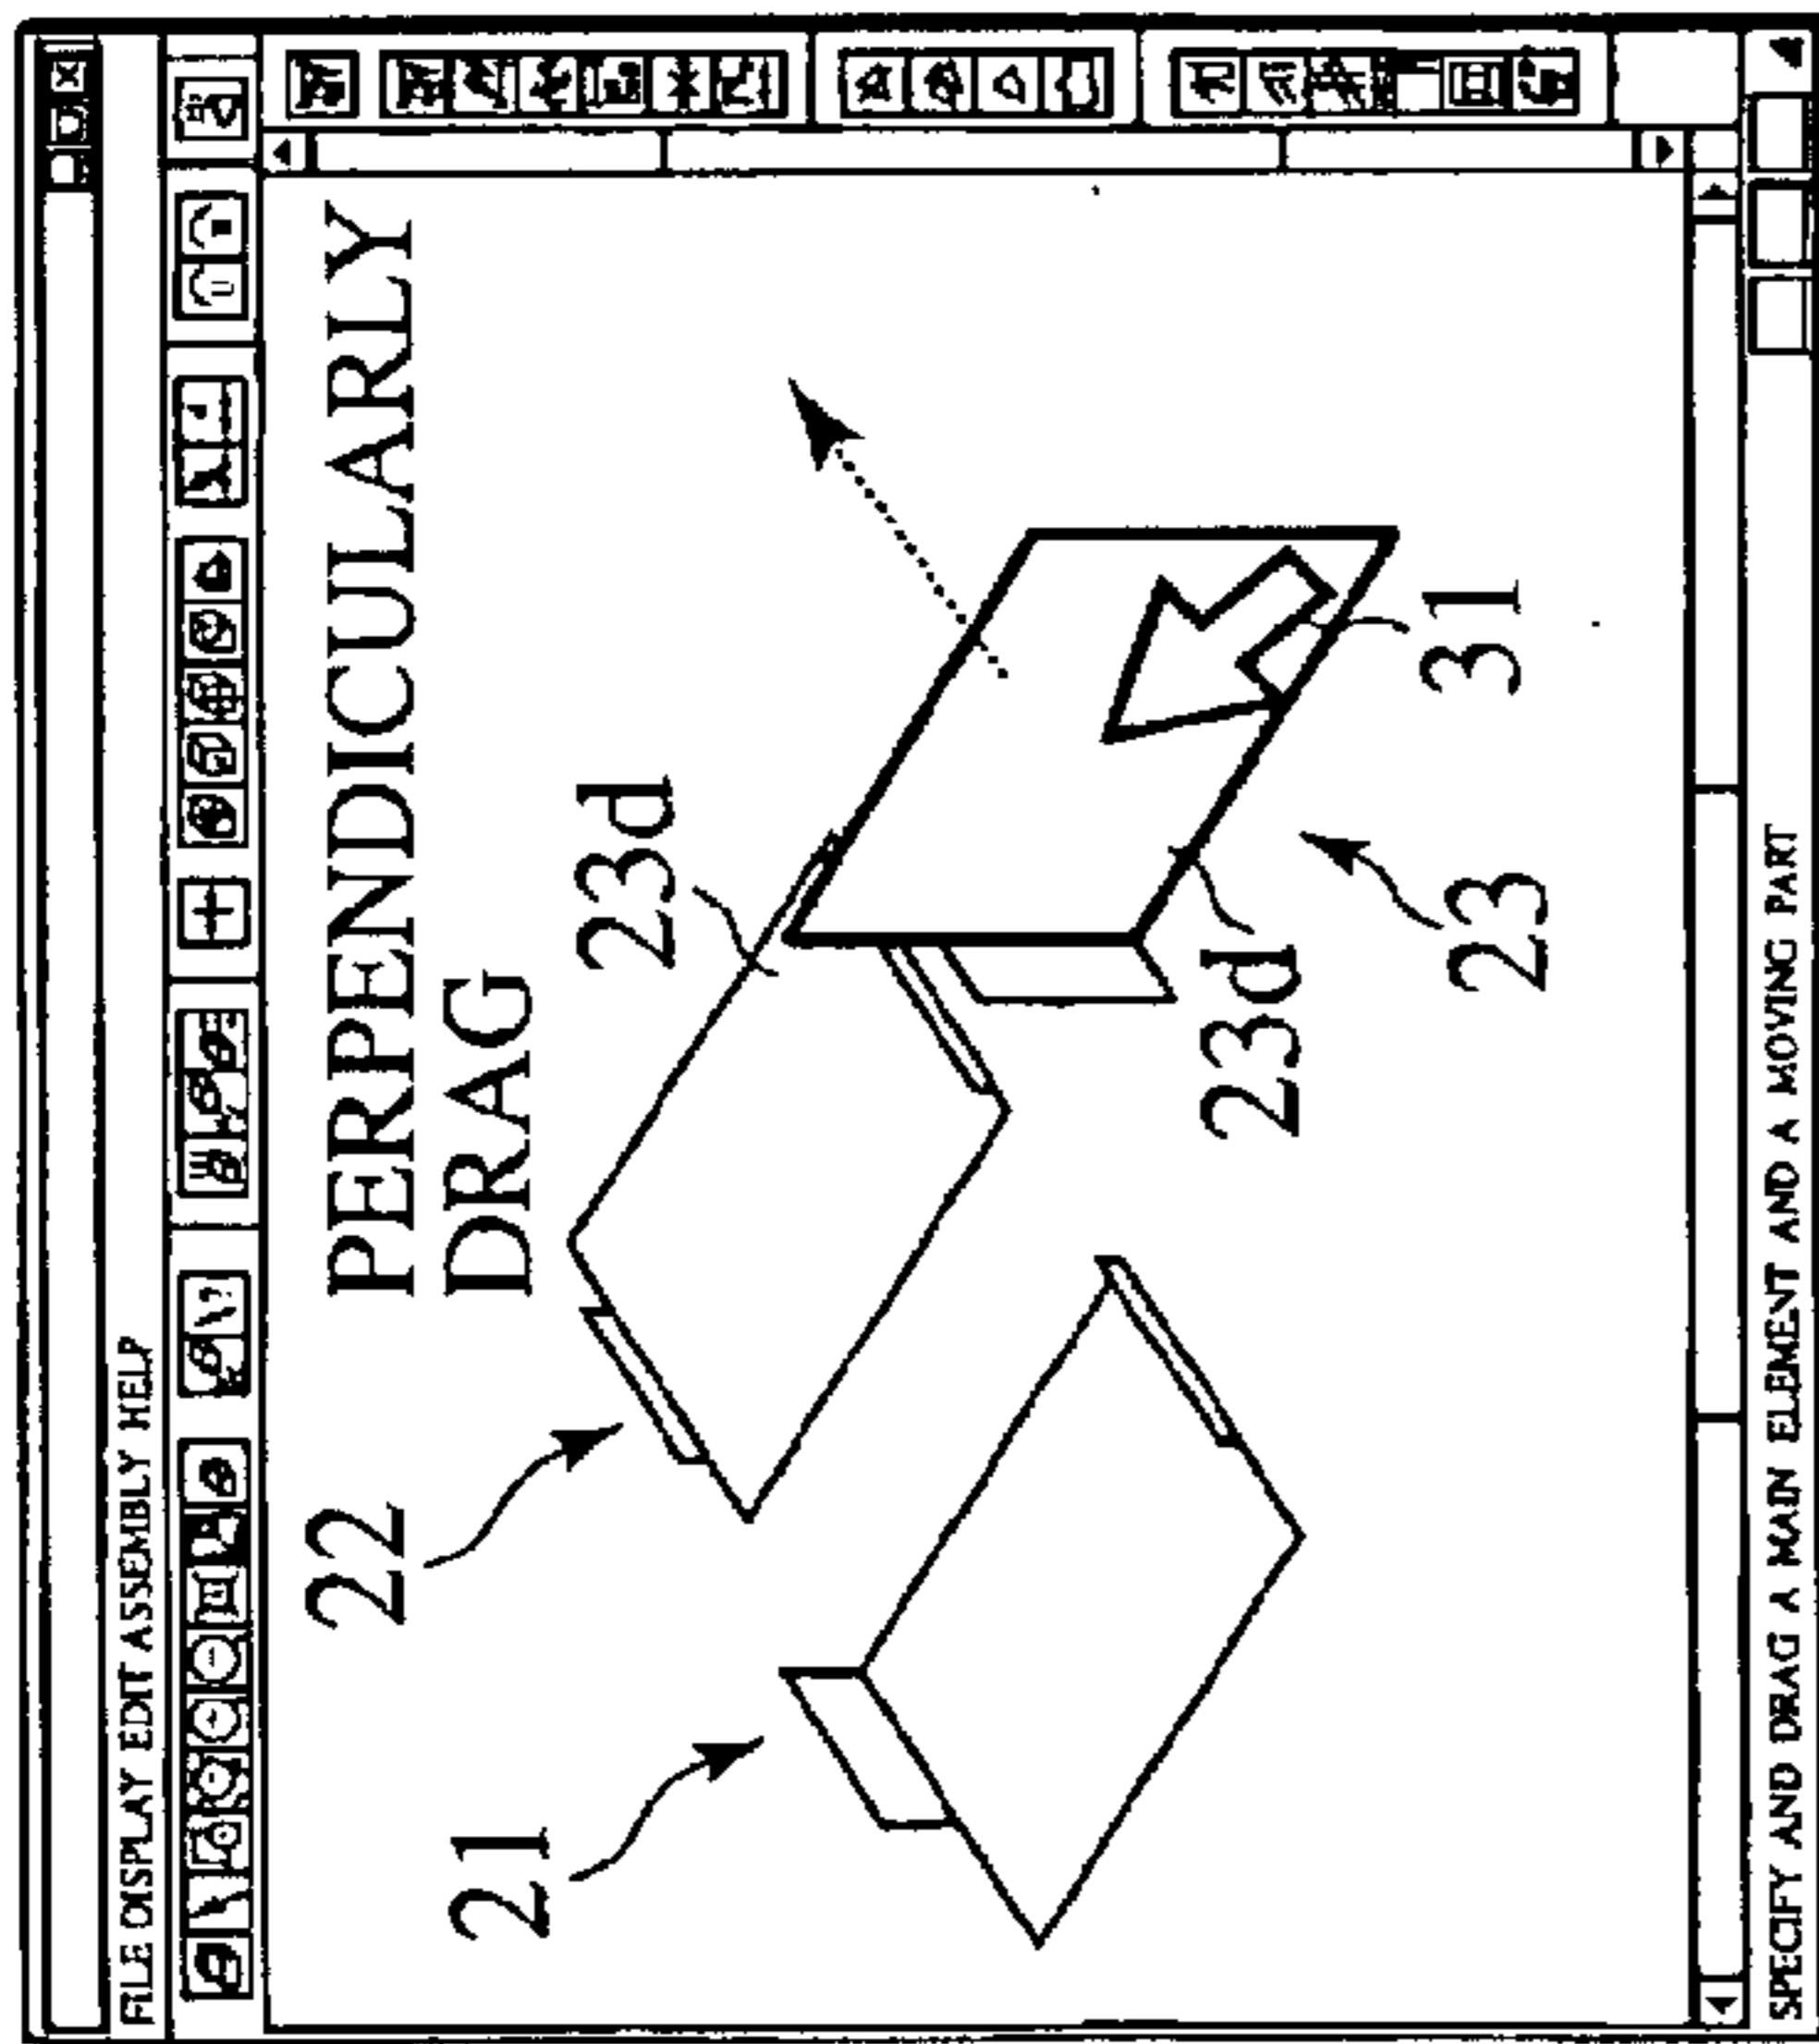 FILE DISPLAY EDIT ASSEMBLY HELP
PERPENDICULARLY
DRAG
22
23d
21
23d
23
31
SPECIFY AND DRAG A MAIN ELEMENT AND A MOVING PART